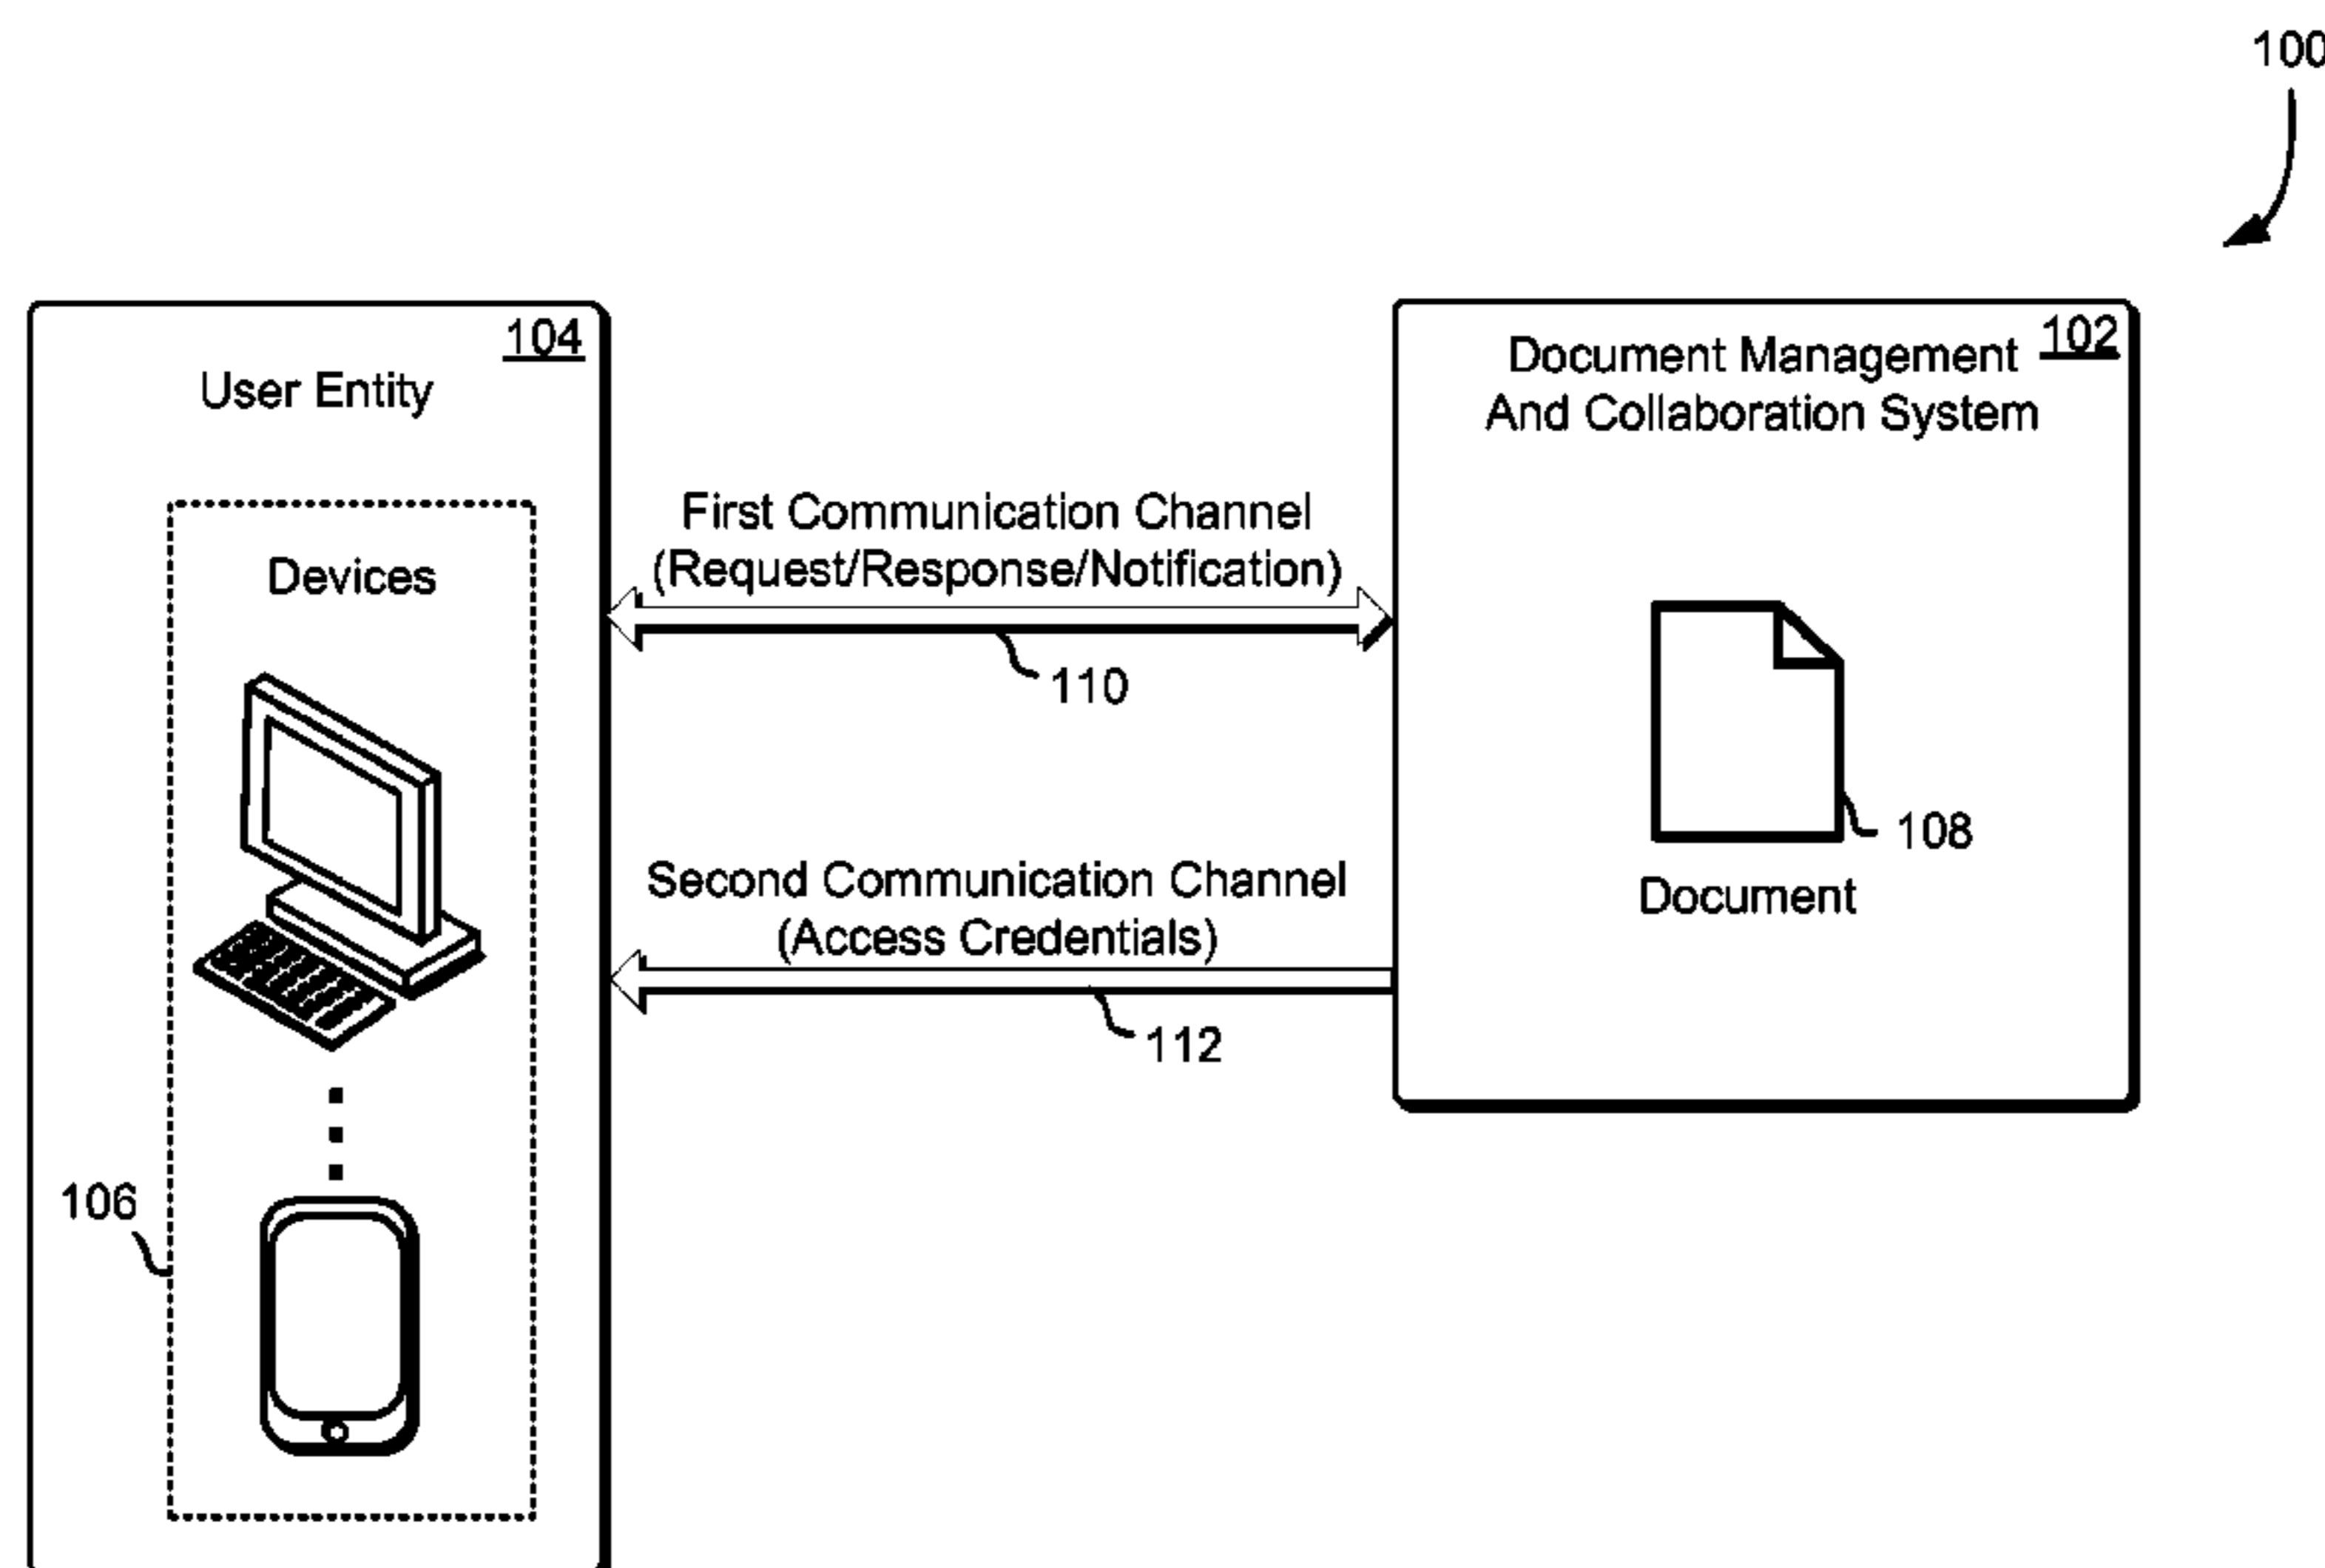 100
104
User Entity
Devices
106
First Communication Channel
(Request/Response/Notification)
110
Second Communication Channel
(Access Credentials)
112
102
Document Management
And Collaboration System
108
Document